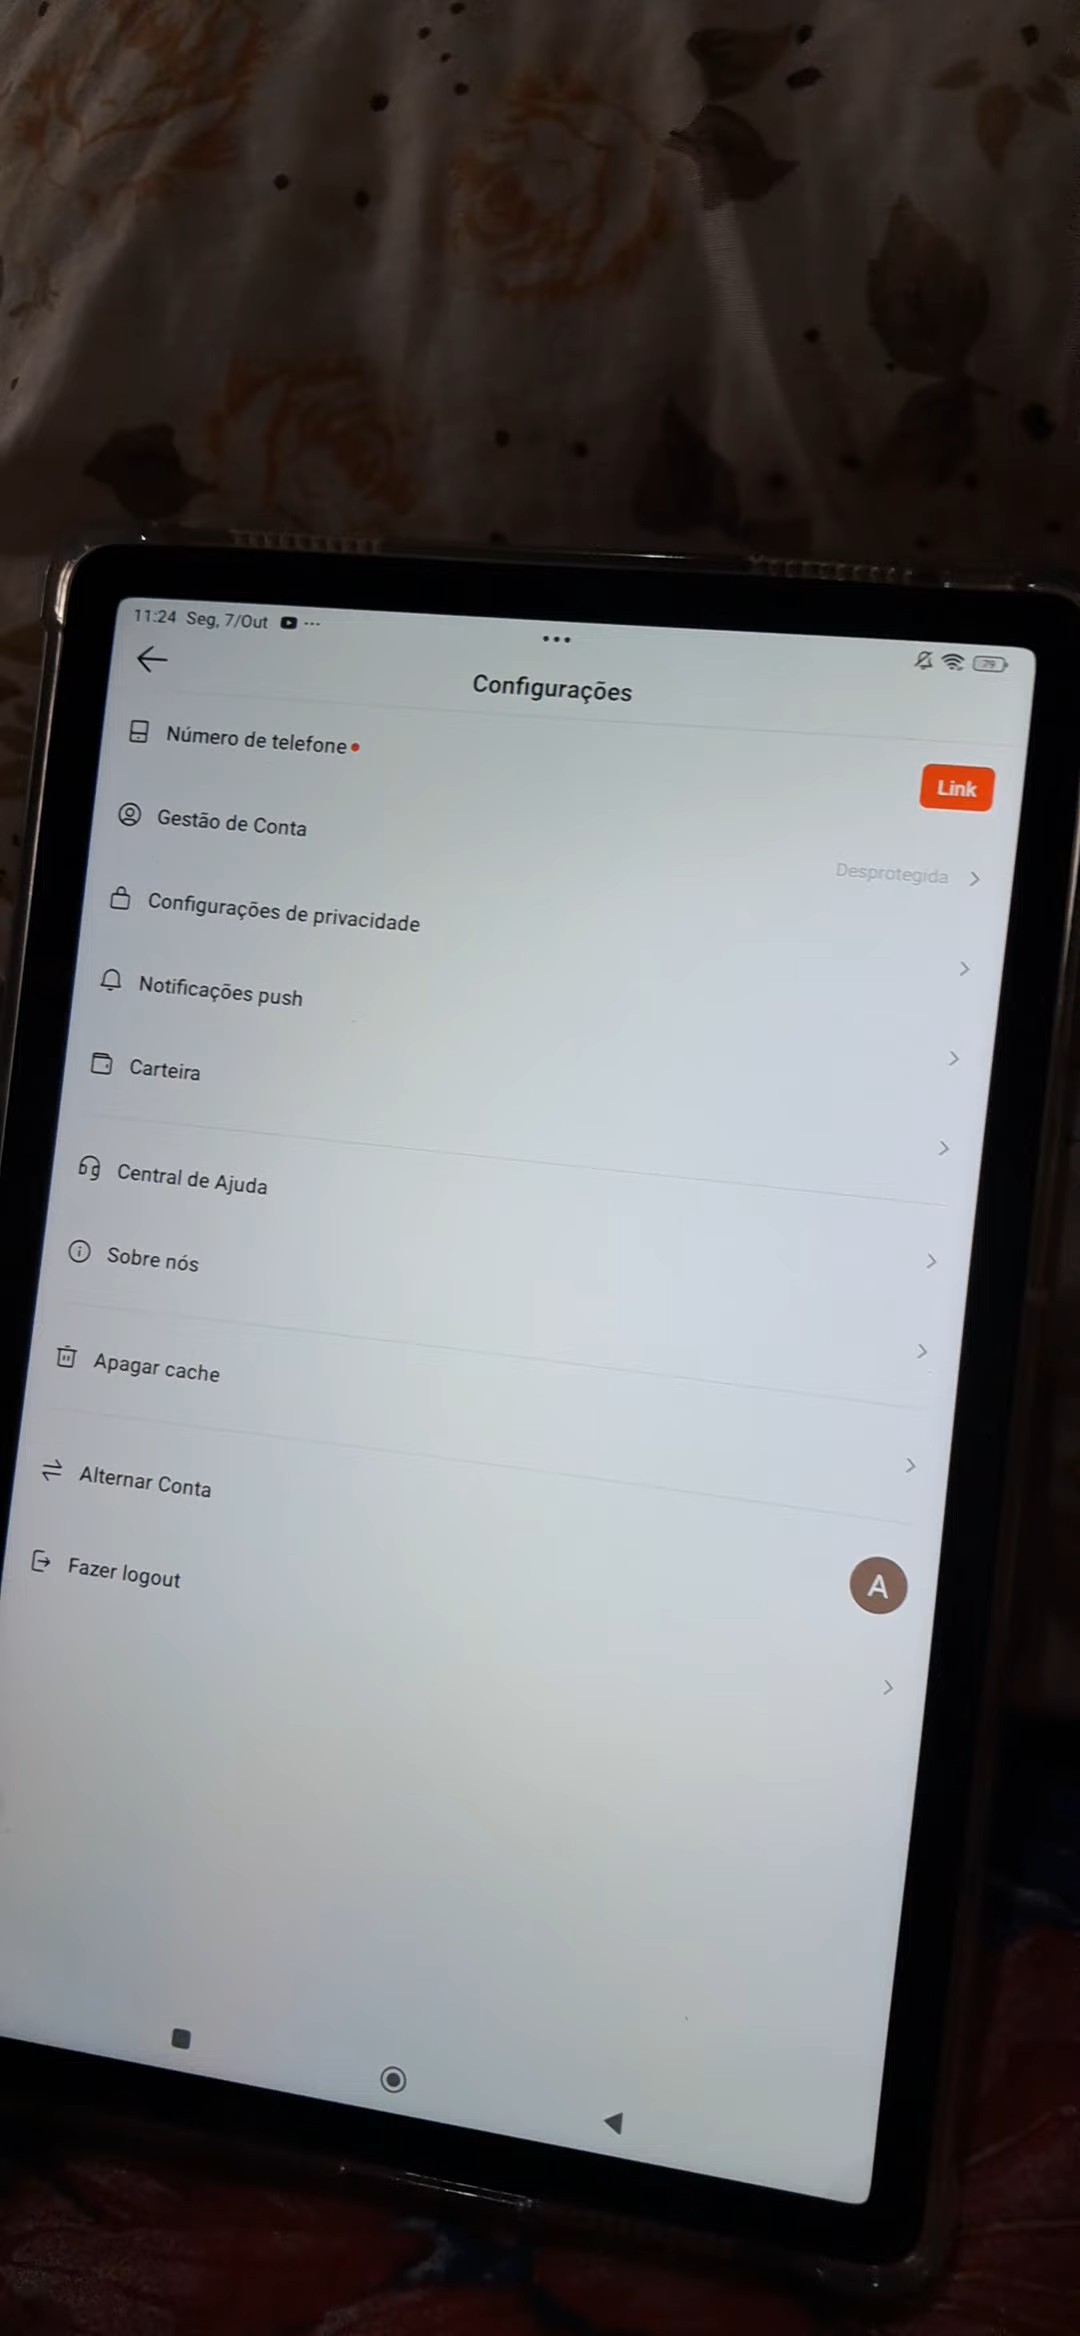 11:24 Seg, 7/Out
79
Configurações
Número de telefone
Link
Gestão de Conta
Desprotegida
Configurações de privacidade
Notificações push
Carteira
Central de Ajuda
Sobre nós
Apagar cache
Alternar Conta
A
Fazer logout